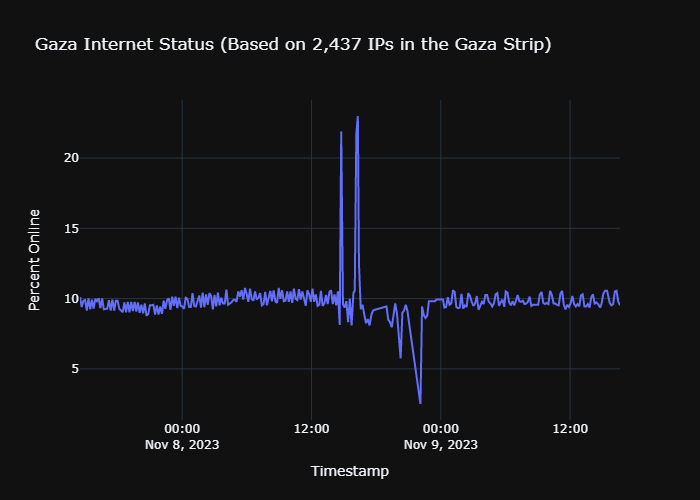 Gaza Internet Status (Based on 2,437 IPs in the Gaza Strip)
Percent Online
20
15
10
5
00:00 12:00 00:00 12:00
Nov 8, 2023 Nov 9, 2023
Timestamp